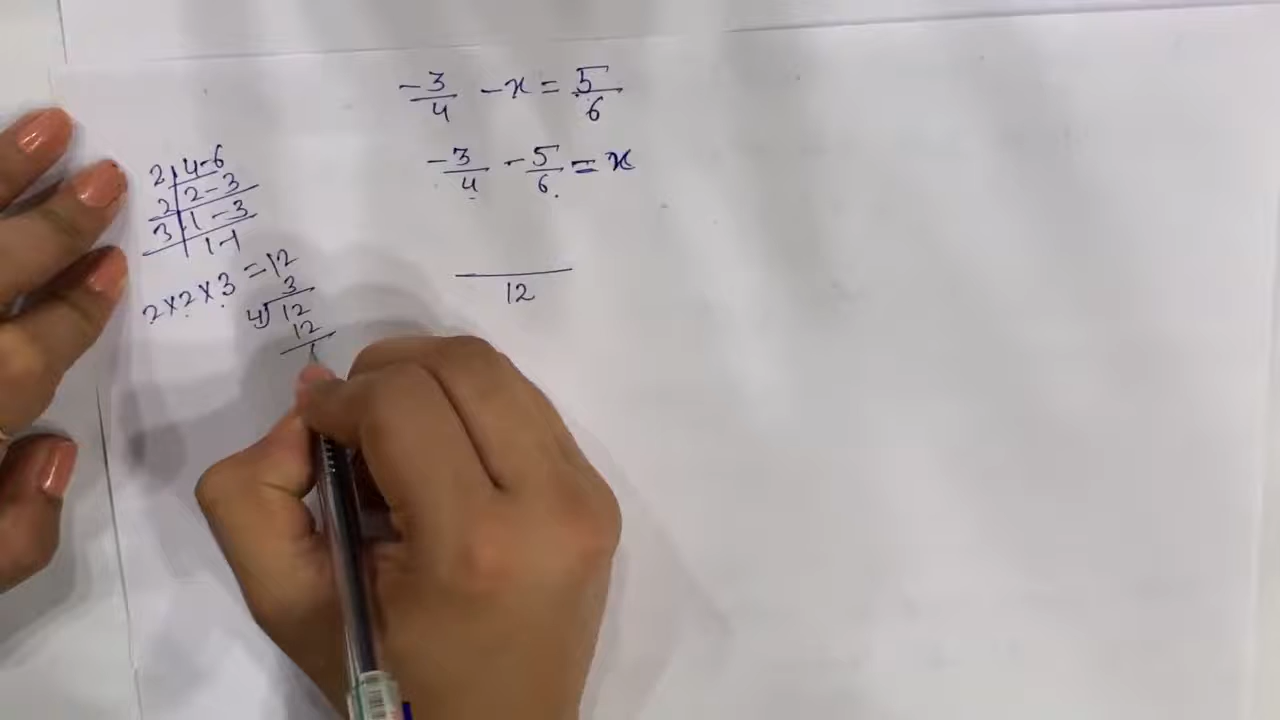 -3/4 - x = 5/6
-3/4 - 5/6 = x
12
2 | 4 - 6
2 | 2 - 3
3 | 1 - 3
1 - 1
2 x 2 x 3 = 12
3
4) 12
12